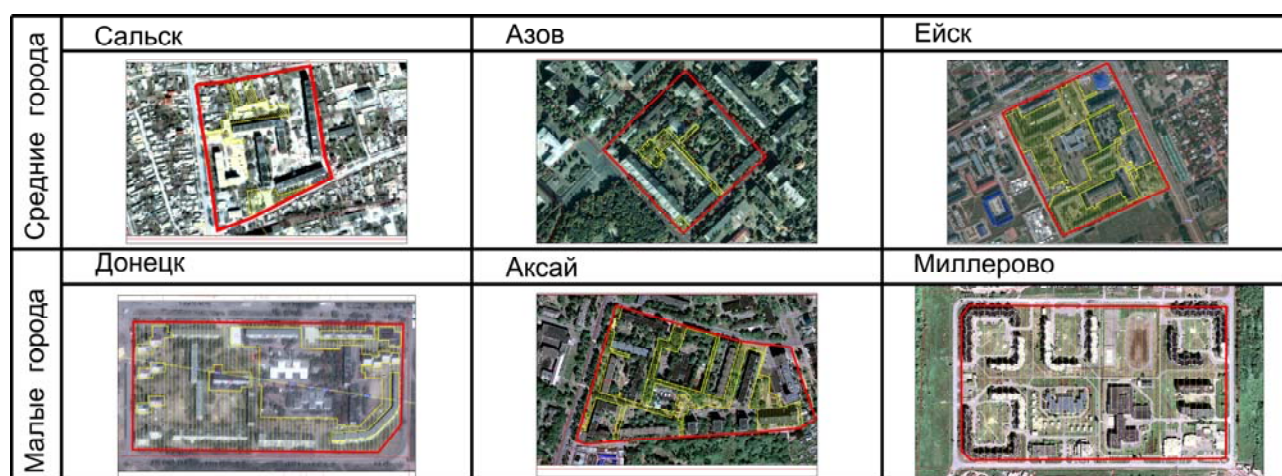 Средние города
Сальск
Азов
Ейск
Малые города
Донецк
Аксай
Миллерово